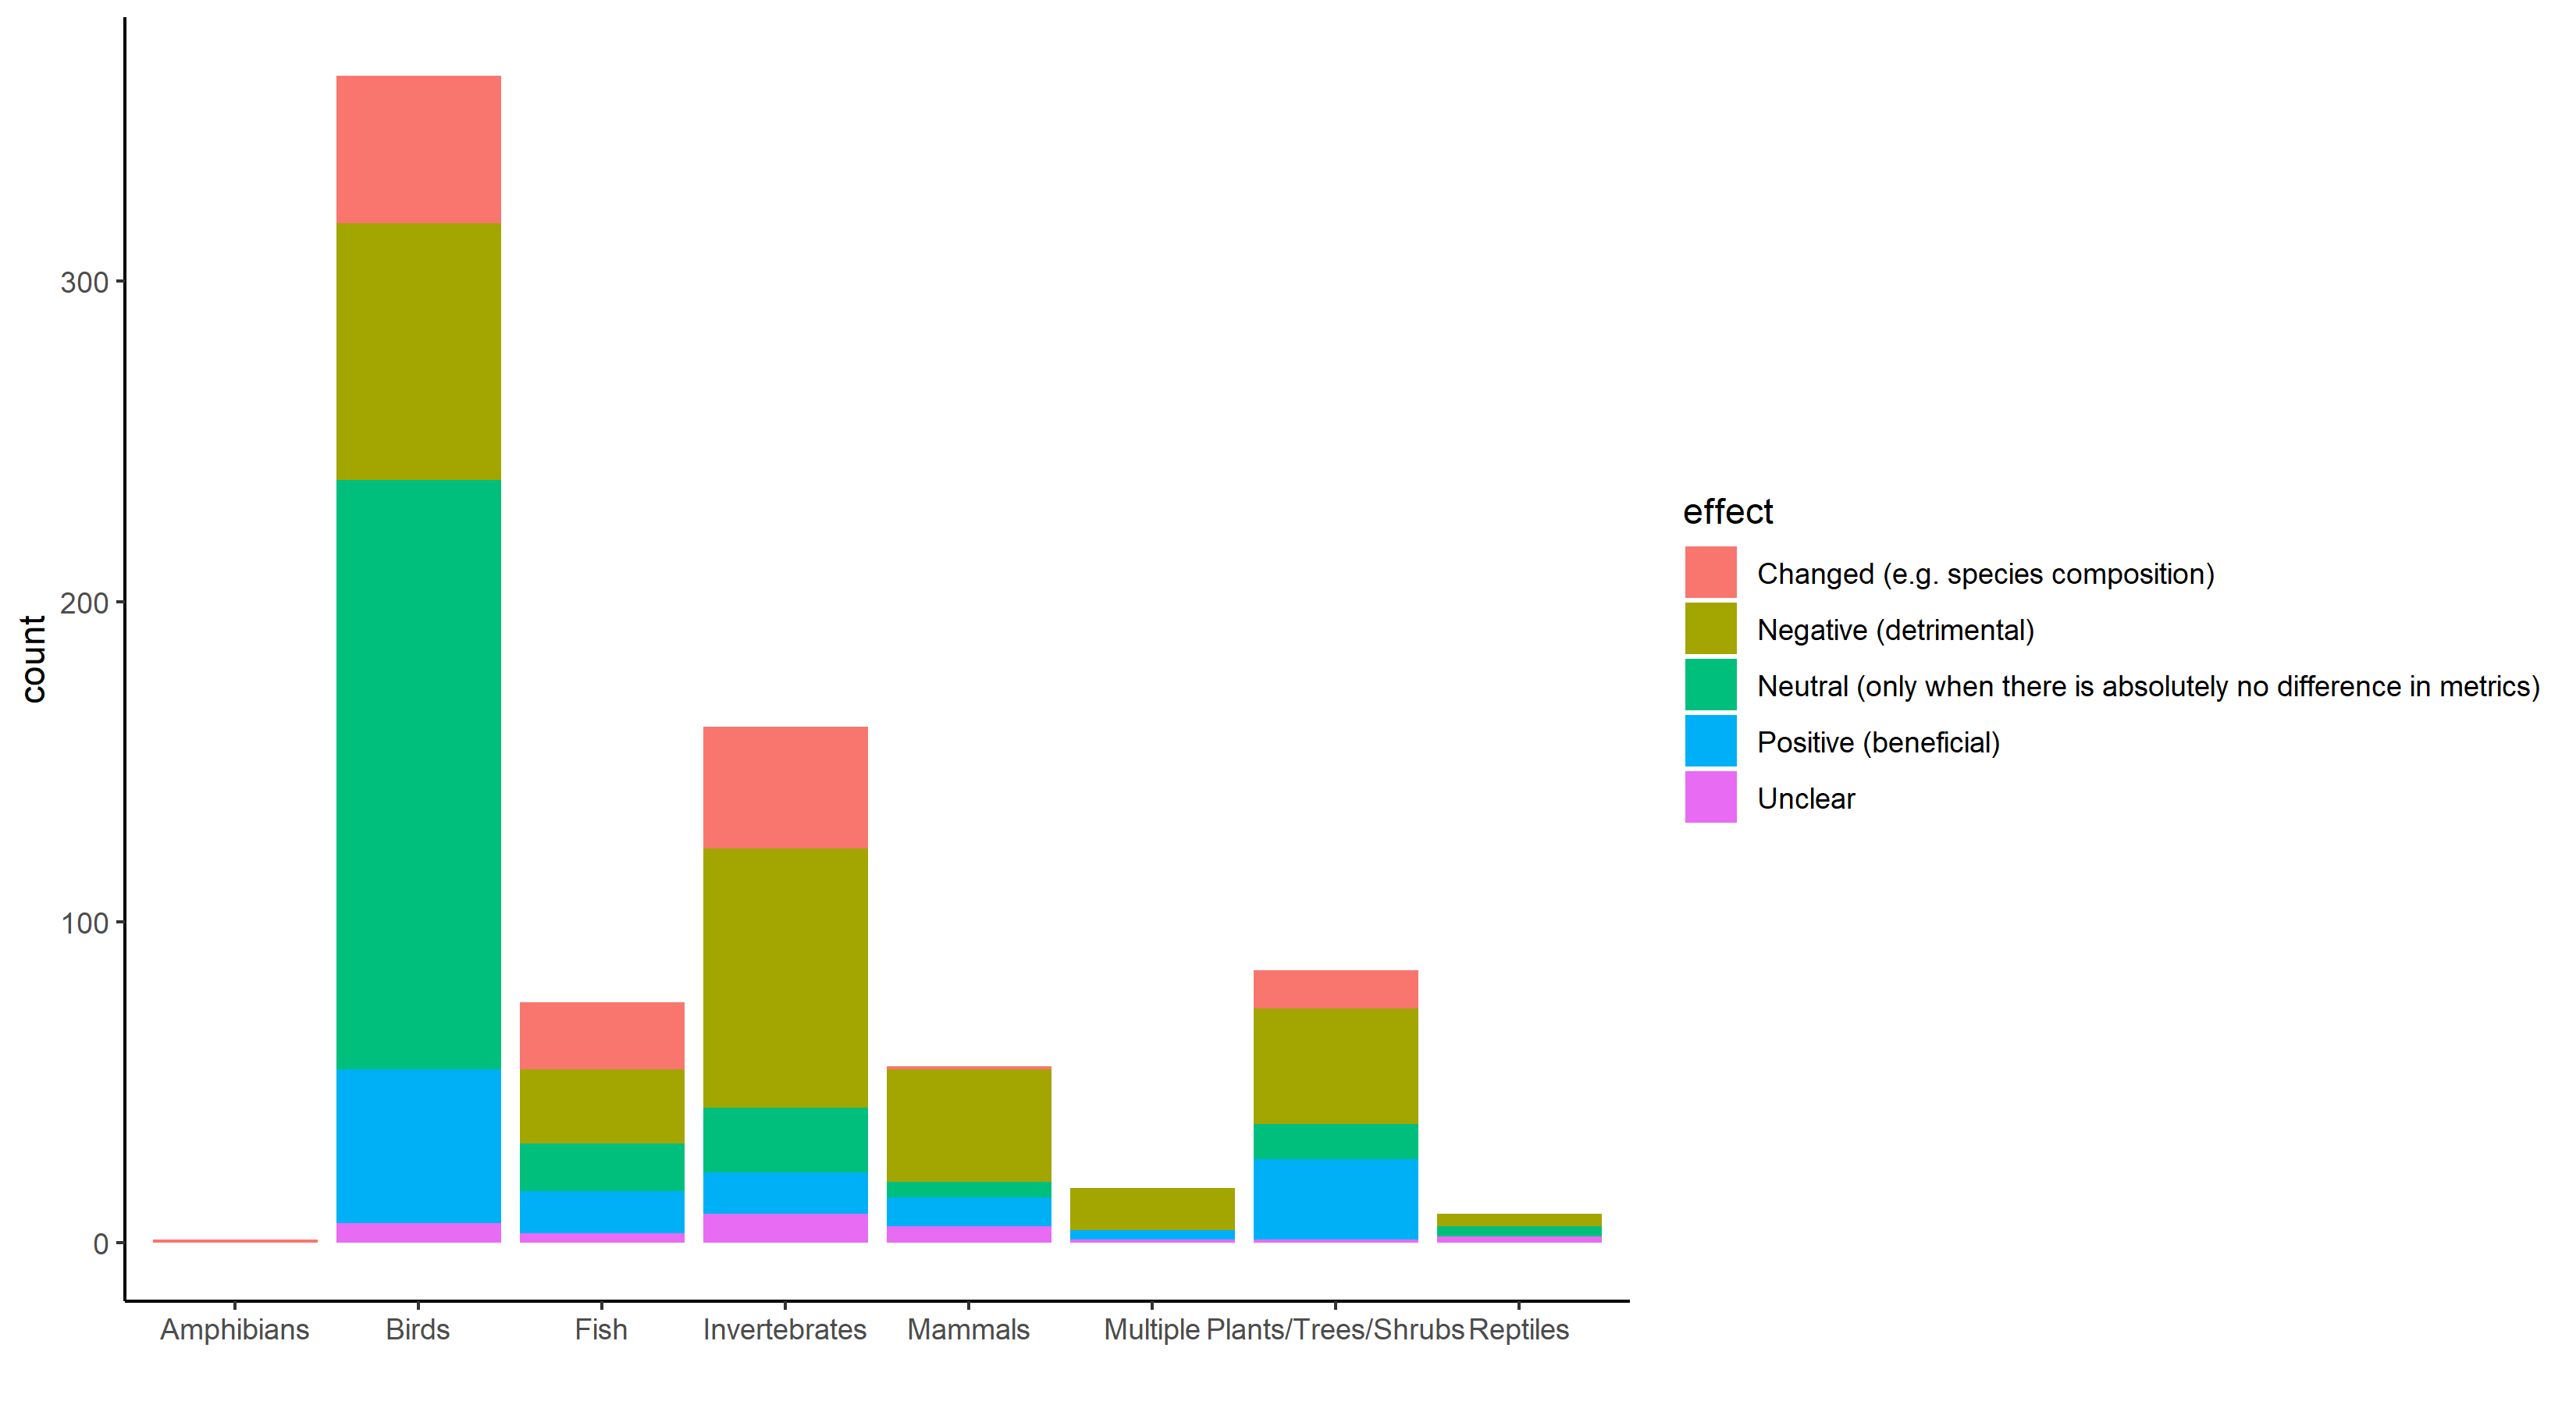 count
300
200
100
0
Amphibians
Birds
Fish
Invertebrates
Mammals
Multiple
Plants/Trees/Shrubs
Reptiles
effect
Changed (e.g. species composition)
Negative (detrimental)
Neutral (only when there is absolutely no difference in metrics)
Positive (beneficial)
Unclear